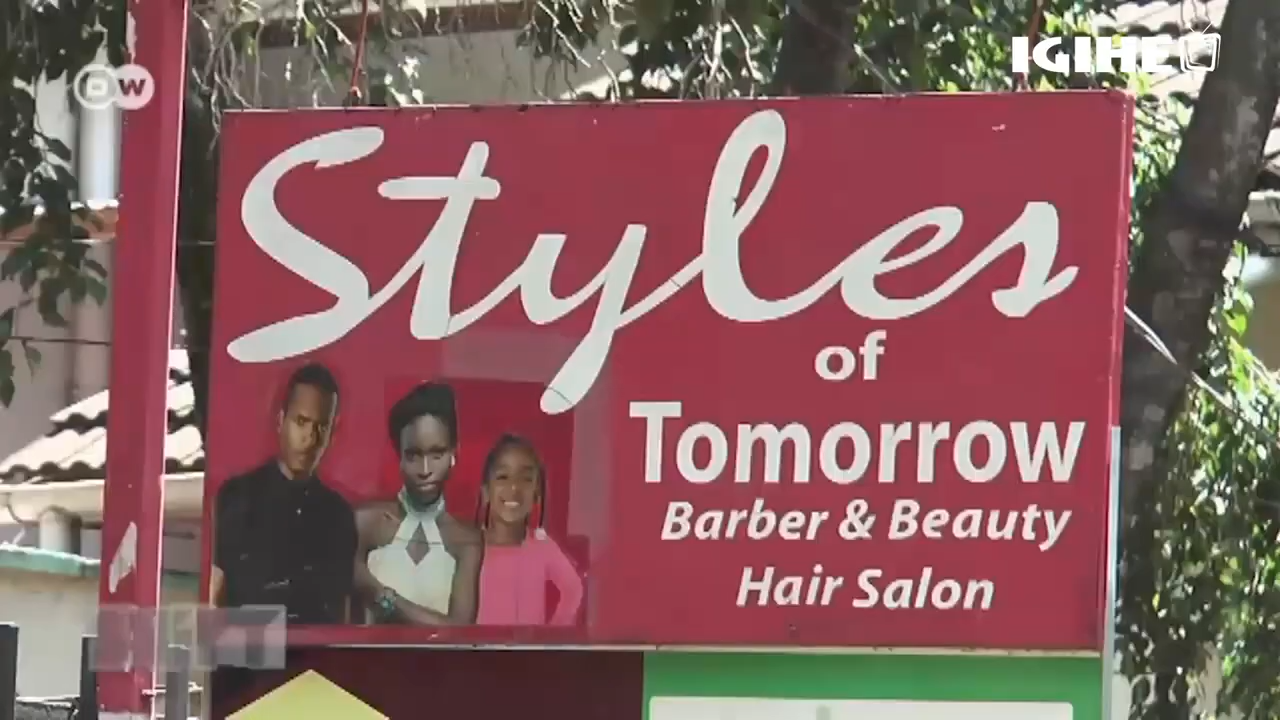 DW
IGIHE
Styles
of
Tomorrow
Barber & Beauty
Hair Salon